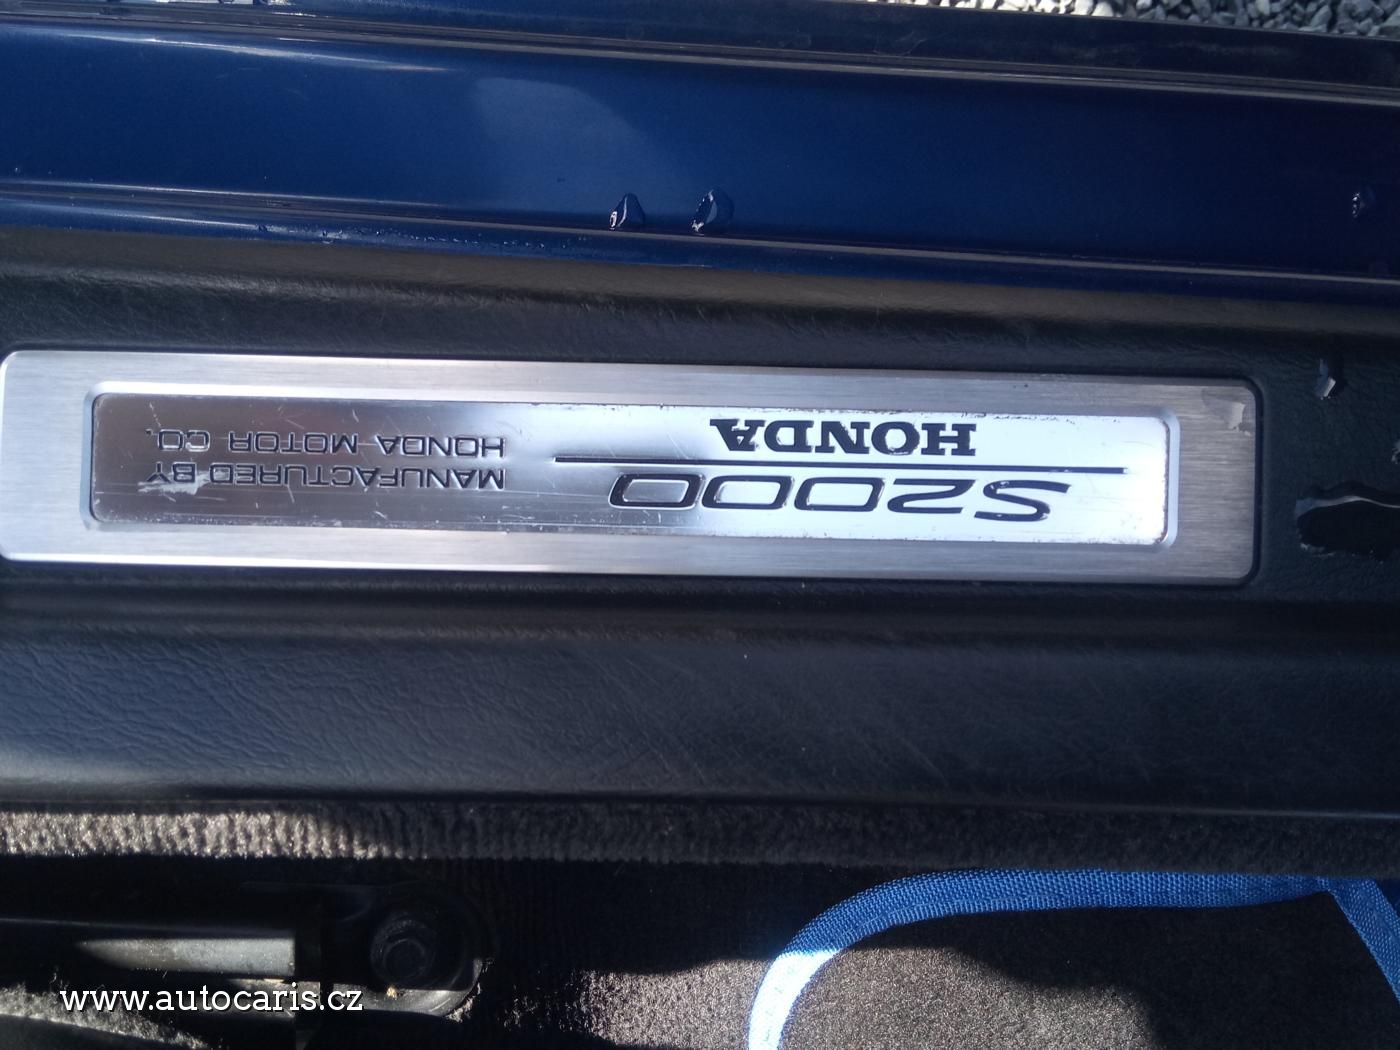 S2000
HONDA
MANUFACTURED BY
HONDA MOTOR CO.
www.autocaris.cz